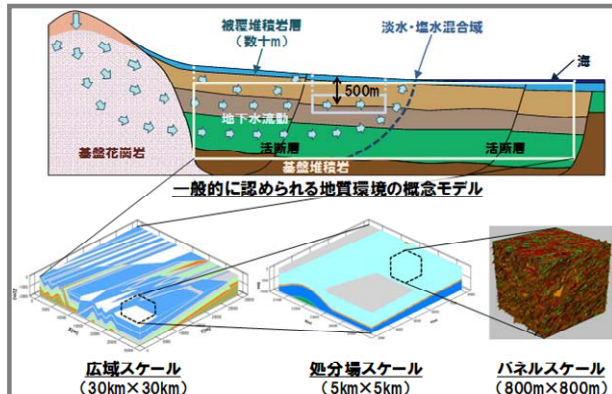 被覆堆積岩層
(数十m)
淡水・塩水混合域
海
500m
地下水流動
基盤花崗岩
活断層
活断層
基盤堆積岩
一般的に認められる地質環境の概念モデル
広域スケール
(30km×30km)
処分場スケール
(5km×5km)
パネルスケール
(800m×800m)